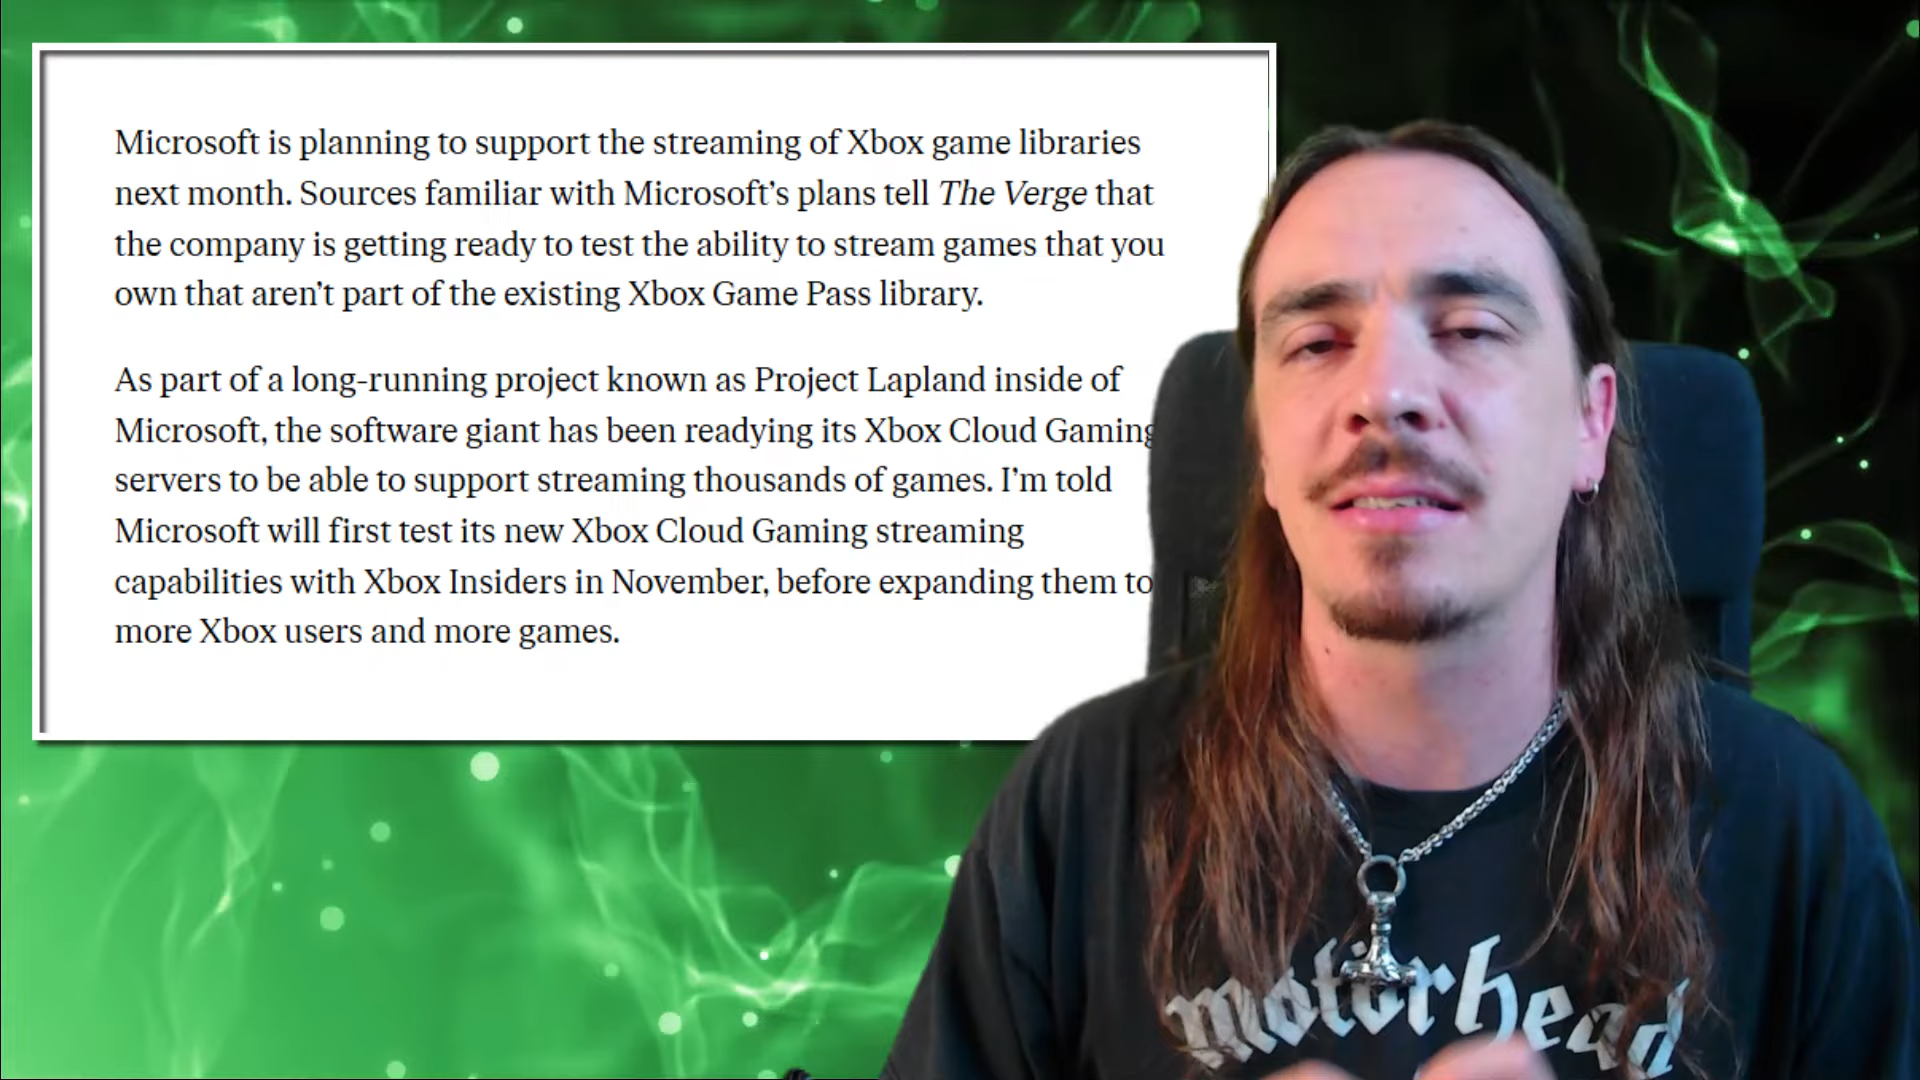 Microsoft is planning to support the streaming of Xbox game libraries
next month. Sources familiar with Microsoft’s plans tell The Verge that
the company is getting ready to test the ability to stream games that you
own that aren’t part of the existing Xbox Game Pass library.
As part of a long-running project known as Project Lapland inside of
Microsoft, the software giant has been readying its Xbox Cloud Gaming
servers to be able to support streaming thousands of games. I’m told
Microsoft will first test its new Xbox Cloud Gaming streaming
capabilities with Xbox Insiders in November, before expanding them to
more Xbox users and more games.
motörhead